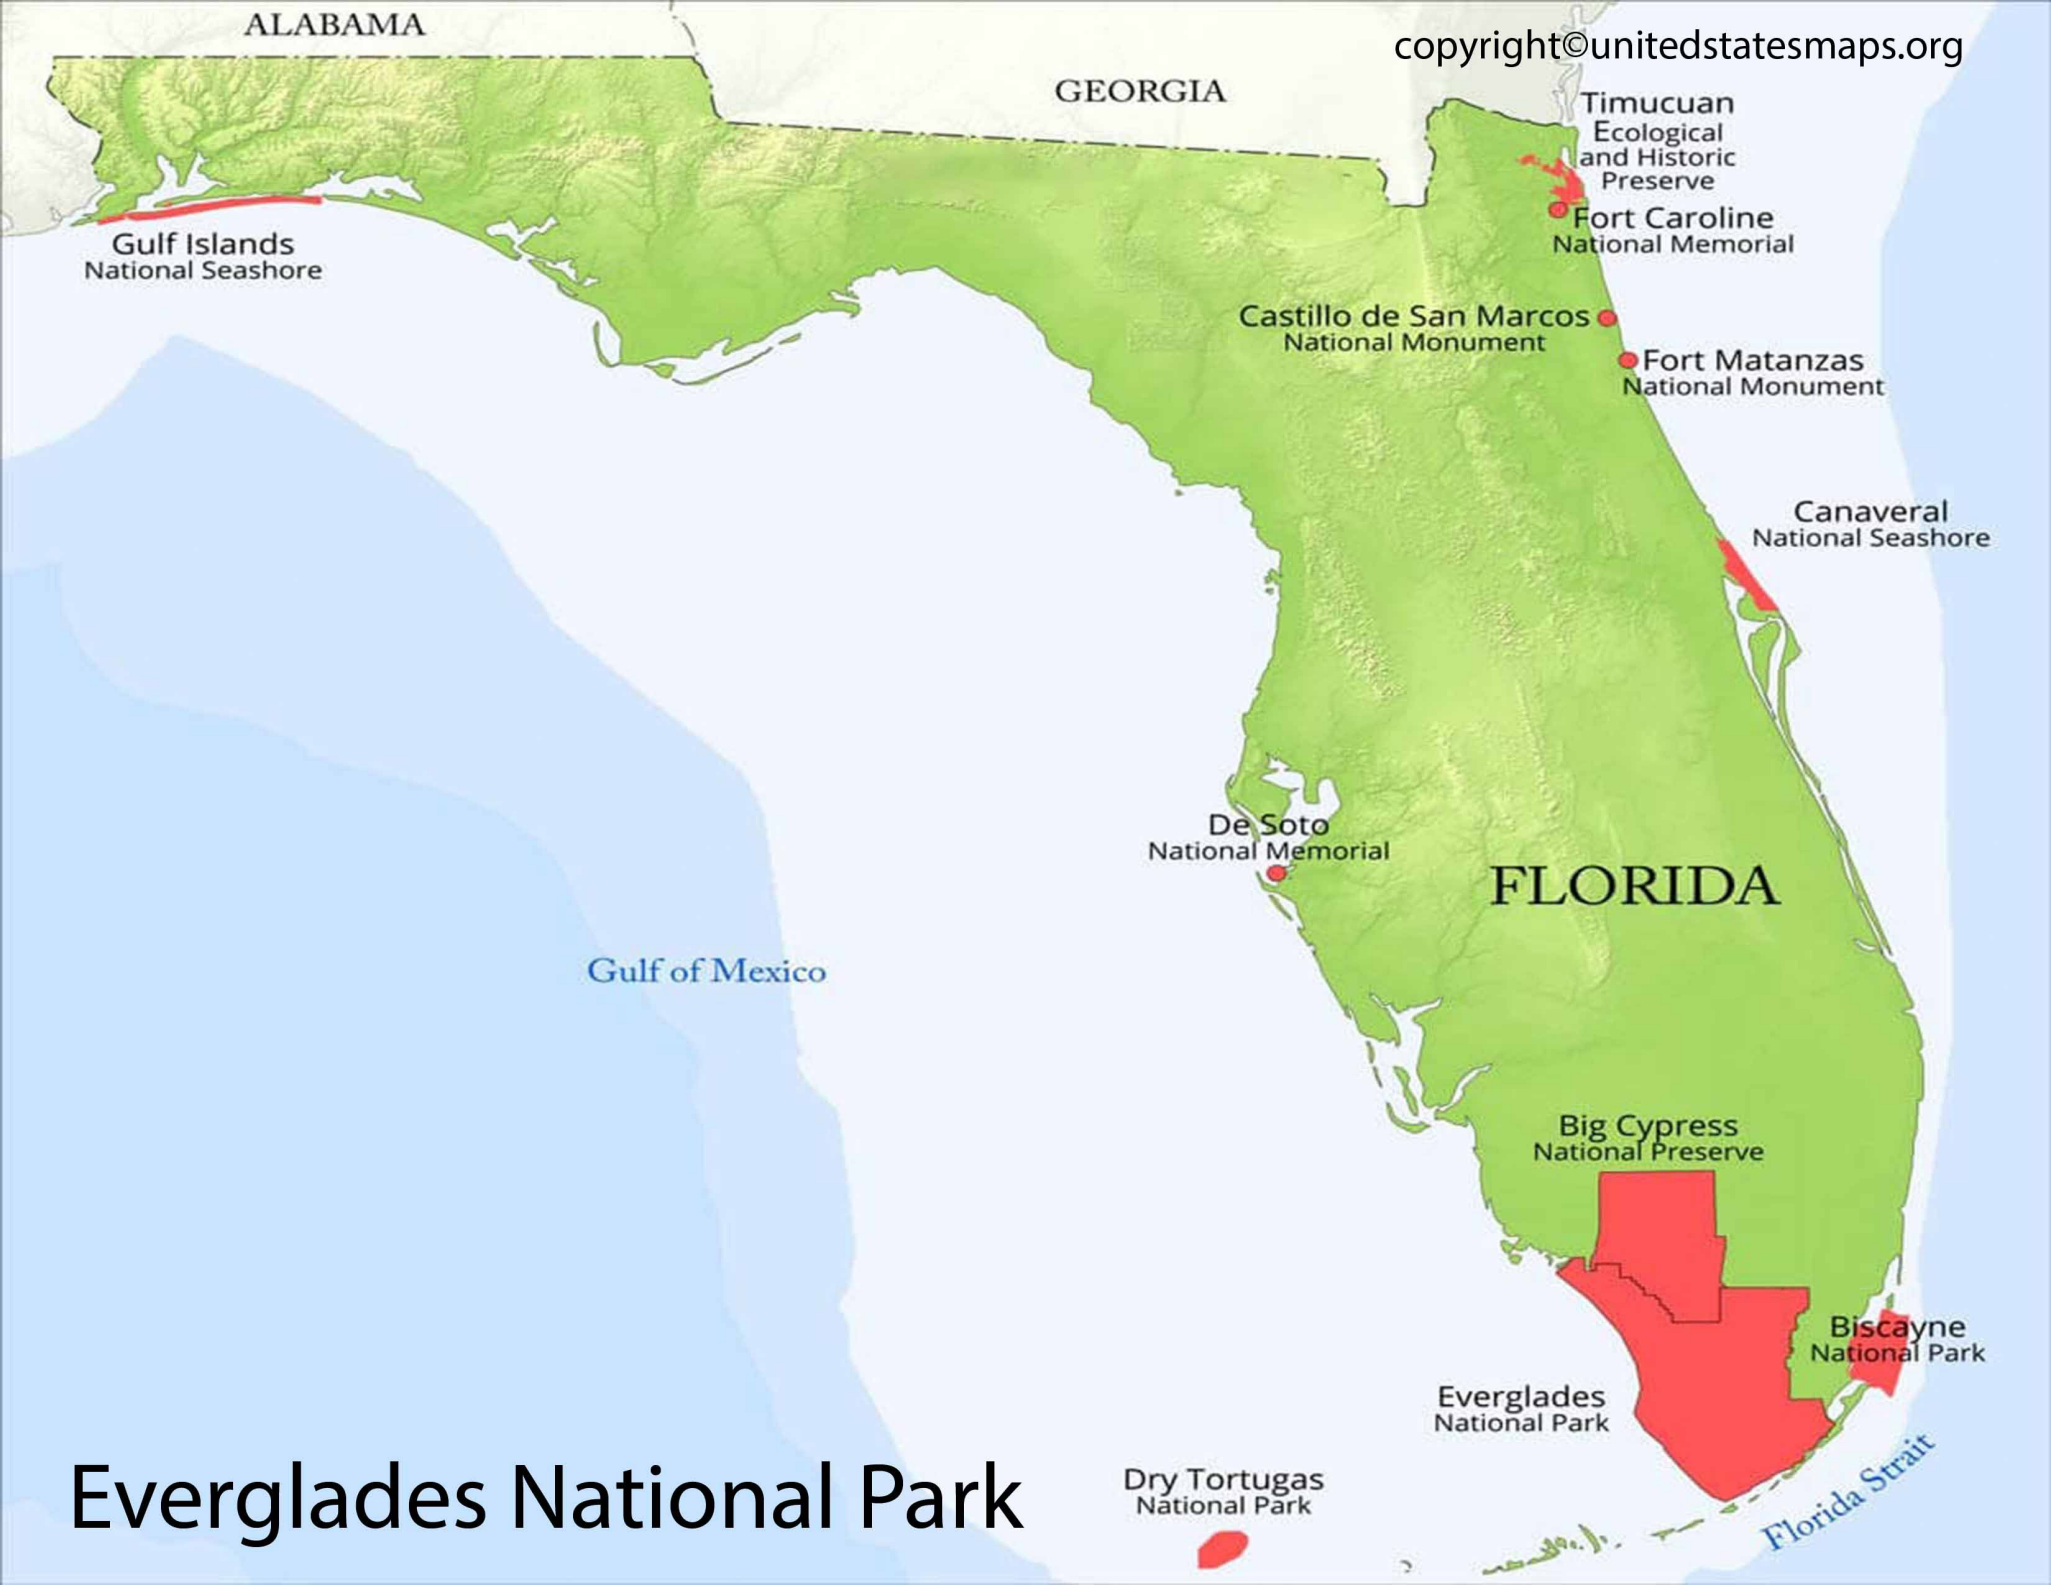 ALABAMA
copyright©unitedstatesmaps.org
GEORGIA
Timucuan
Ecological
and Historic
Preserve
Fort Caroline
National Memorial
Gulf Islands
National Seashore
Castillo de San Marcos
National Monument
Fort Matanzas
National Monument
Canaveral
National Seashore
De Soto
National Memorial
FLORIDA
Gulf of Mexico
Big Cypress
National Preserve
Biscayne
National Park
Everglades
National Park
Florida Strait
Dry Tortugas
National Park
Everglades National Park